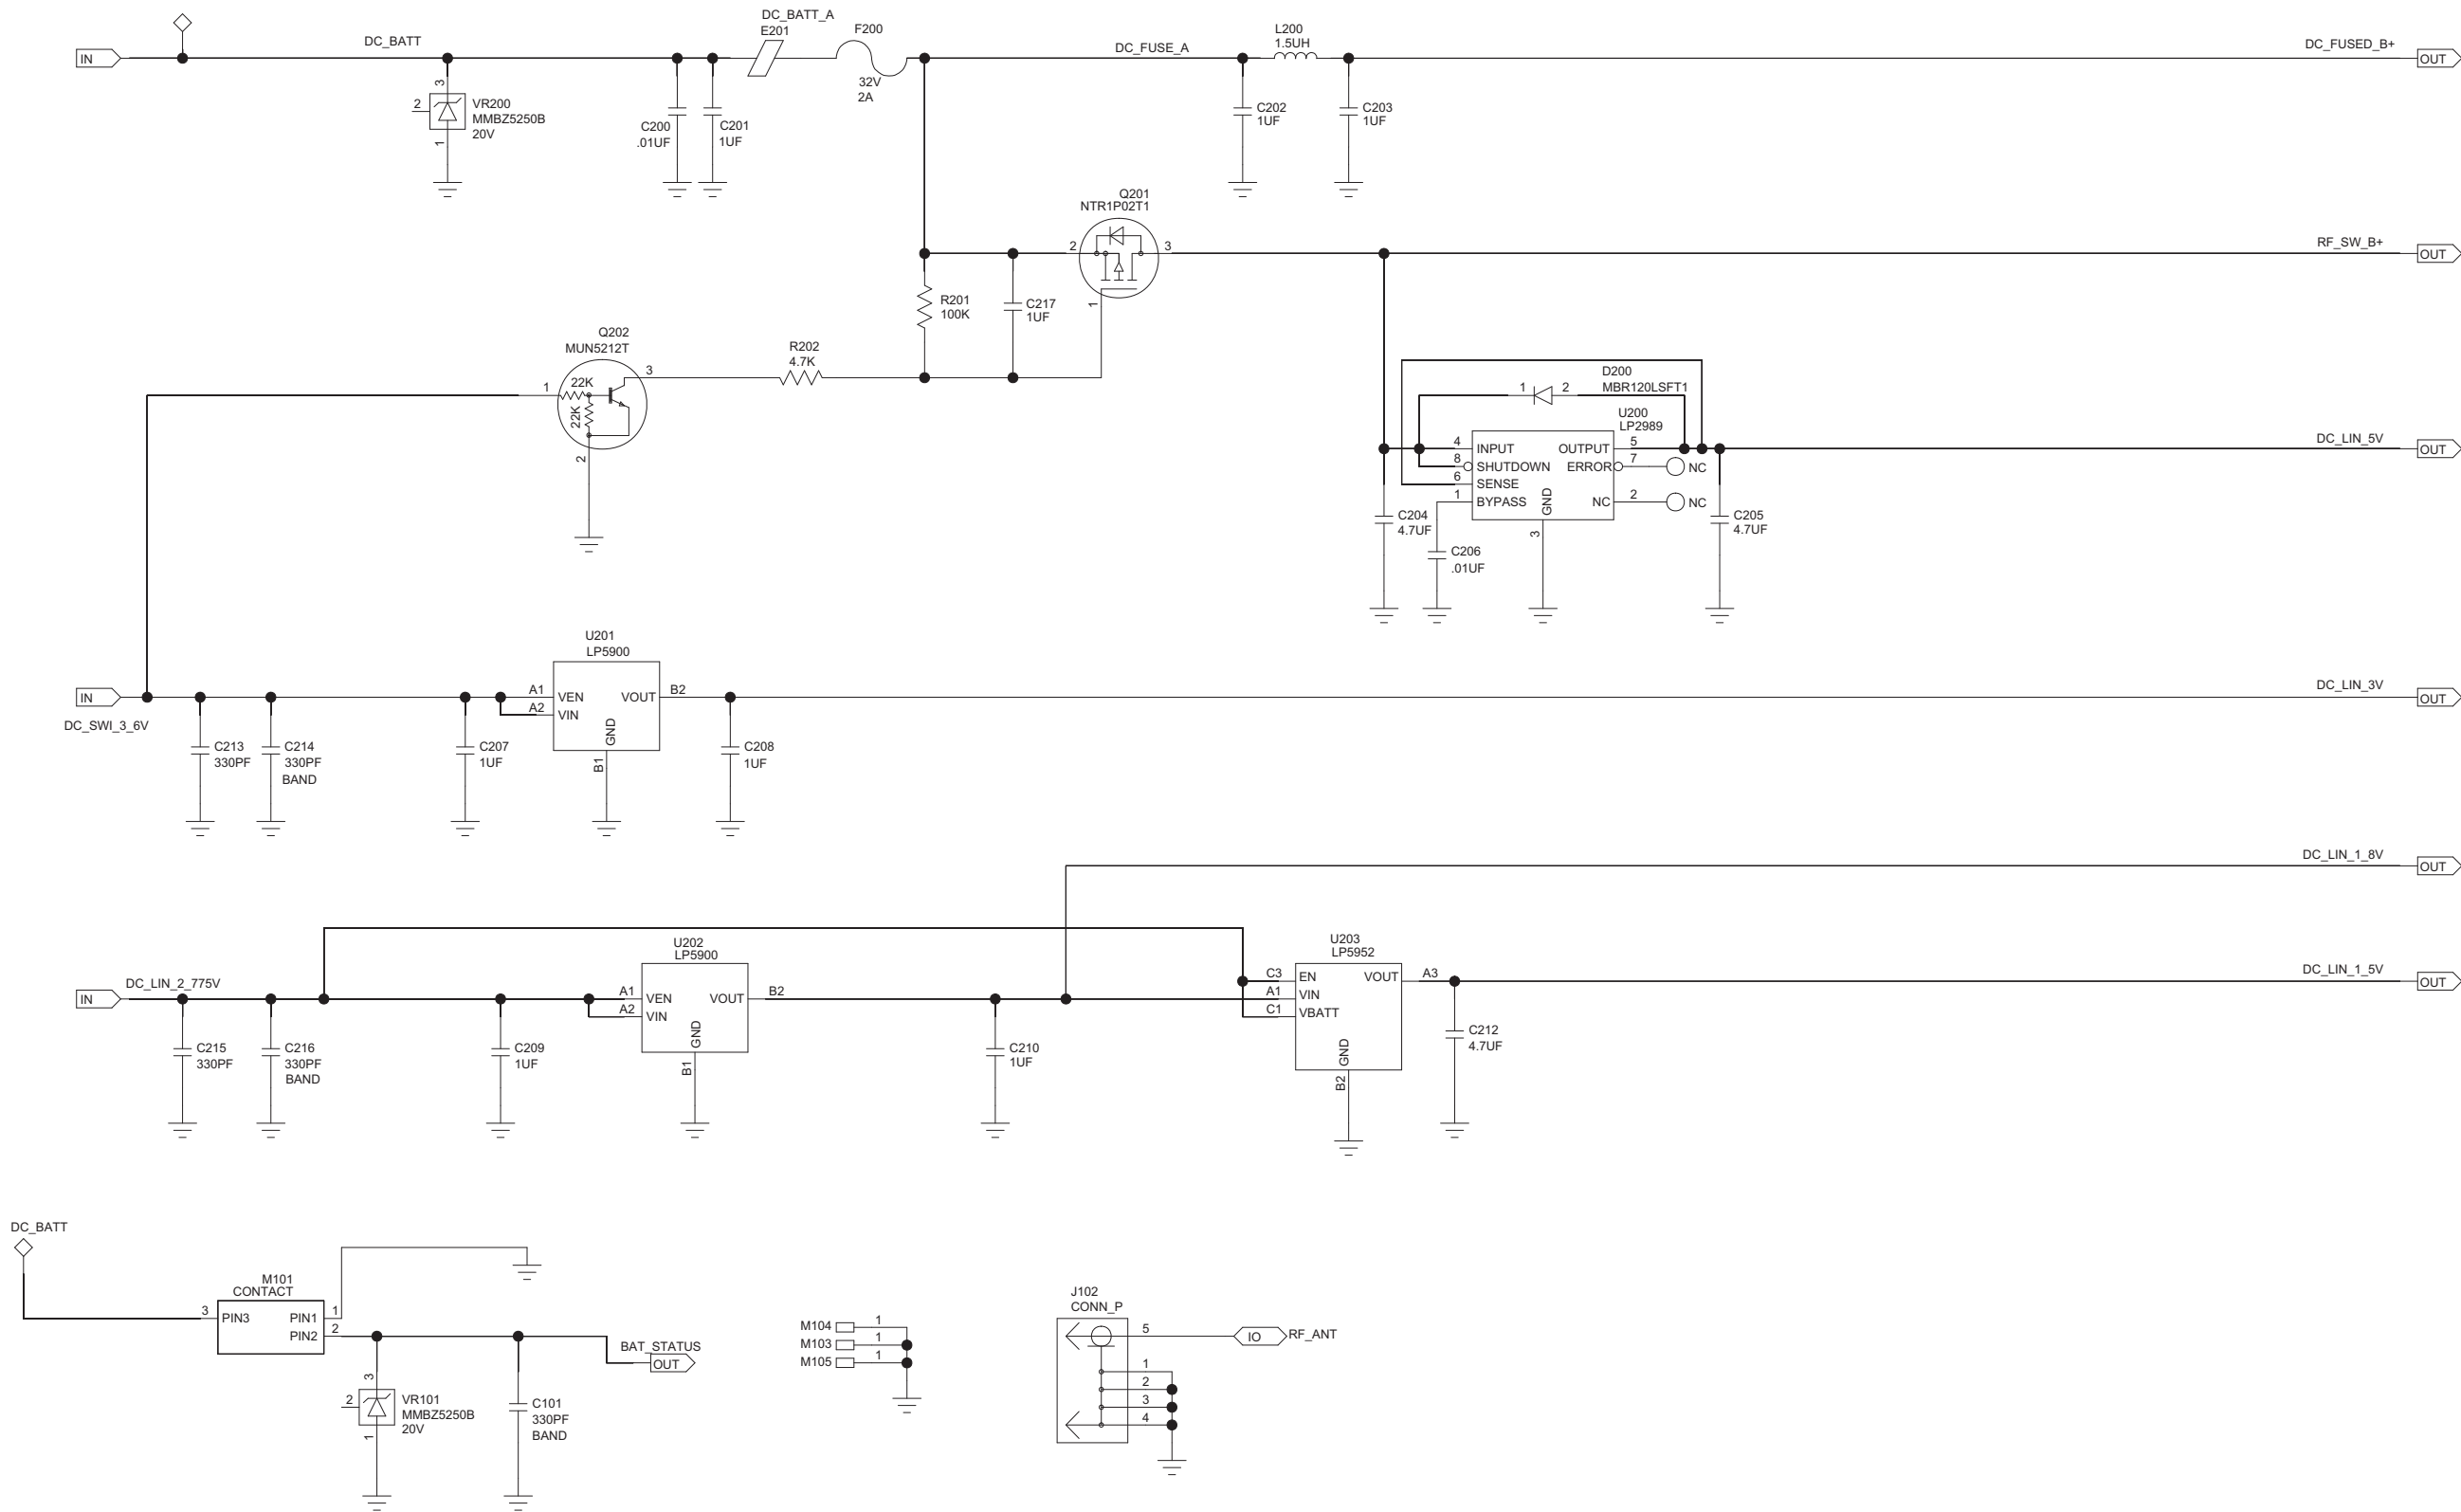 DC_BATT_A
E201
F200
32V
2A
IN
DC_BATT
DC_FUSE_A
L200
1.5UH
DC_FUSED_B+
OUT
3
2
1
VR200
MMBZ5250B
20V
C200
.01UF
C201
1UF
C202
1UF
C203
1UF
Q201
NTR1P02T1
2
3
1
RF_SW_B+
OUT
R201
100K
C217
1UF
Q202
MUN5212T
1
22K
22K
3
2
R202
4.7K
D200
1
2
MBR120LSFT1
U200
LP2989
4
INPUT
OUTPUT
5
8
SHUTDOWN
ERROR
7
NC
6
SENSE
1
BYPASS
GND
NC
2
NC
3
DC_LIN_5V
OUT
C204
4.7UF
C205
4.7UF
C206
.01UF
U201
LP5900
IN
DC_SWI_3_6V
A1
VEN
VOUT
B2
A2
VIN
GND
B1
DC_LIN_3V
OUT
C213
330PF
C214
330PF
BAND
C207
1UF
C208
1UF
DC_LIN_1_8V
OUT
U202
LP5900
U203
LP5952
IN
DC_LIN_2_775V
A1
VEN
VOUT
B2
A2
VIN
GND
B1
C3
EN
VOUT
A3
A1
VIN
C1
VBATT
GND
B2
DC_LIN_1_5V
OUT
C215
330PF
C216
330PF
BAND
C209
1UF
C210
1UF
C212
4.7UF
DC_BATT
M101
CONTACT
3
PIN3
PIN1
1
PIN2
2
BAT_STATUS
OUT
3
2
1
VR101
MMBZ5250B
20V
C101
330PF
BAND
M104
1
M103
1
M105
1
J102
CONN_P
5
IO
RF_ANT
1
2
3
4